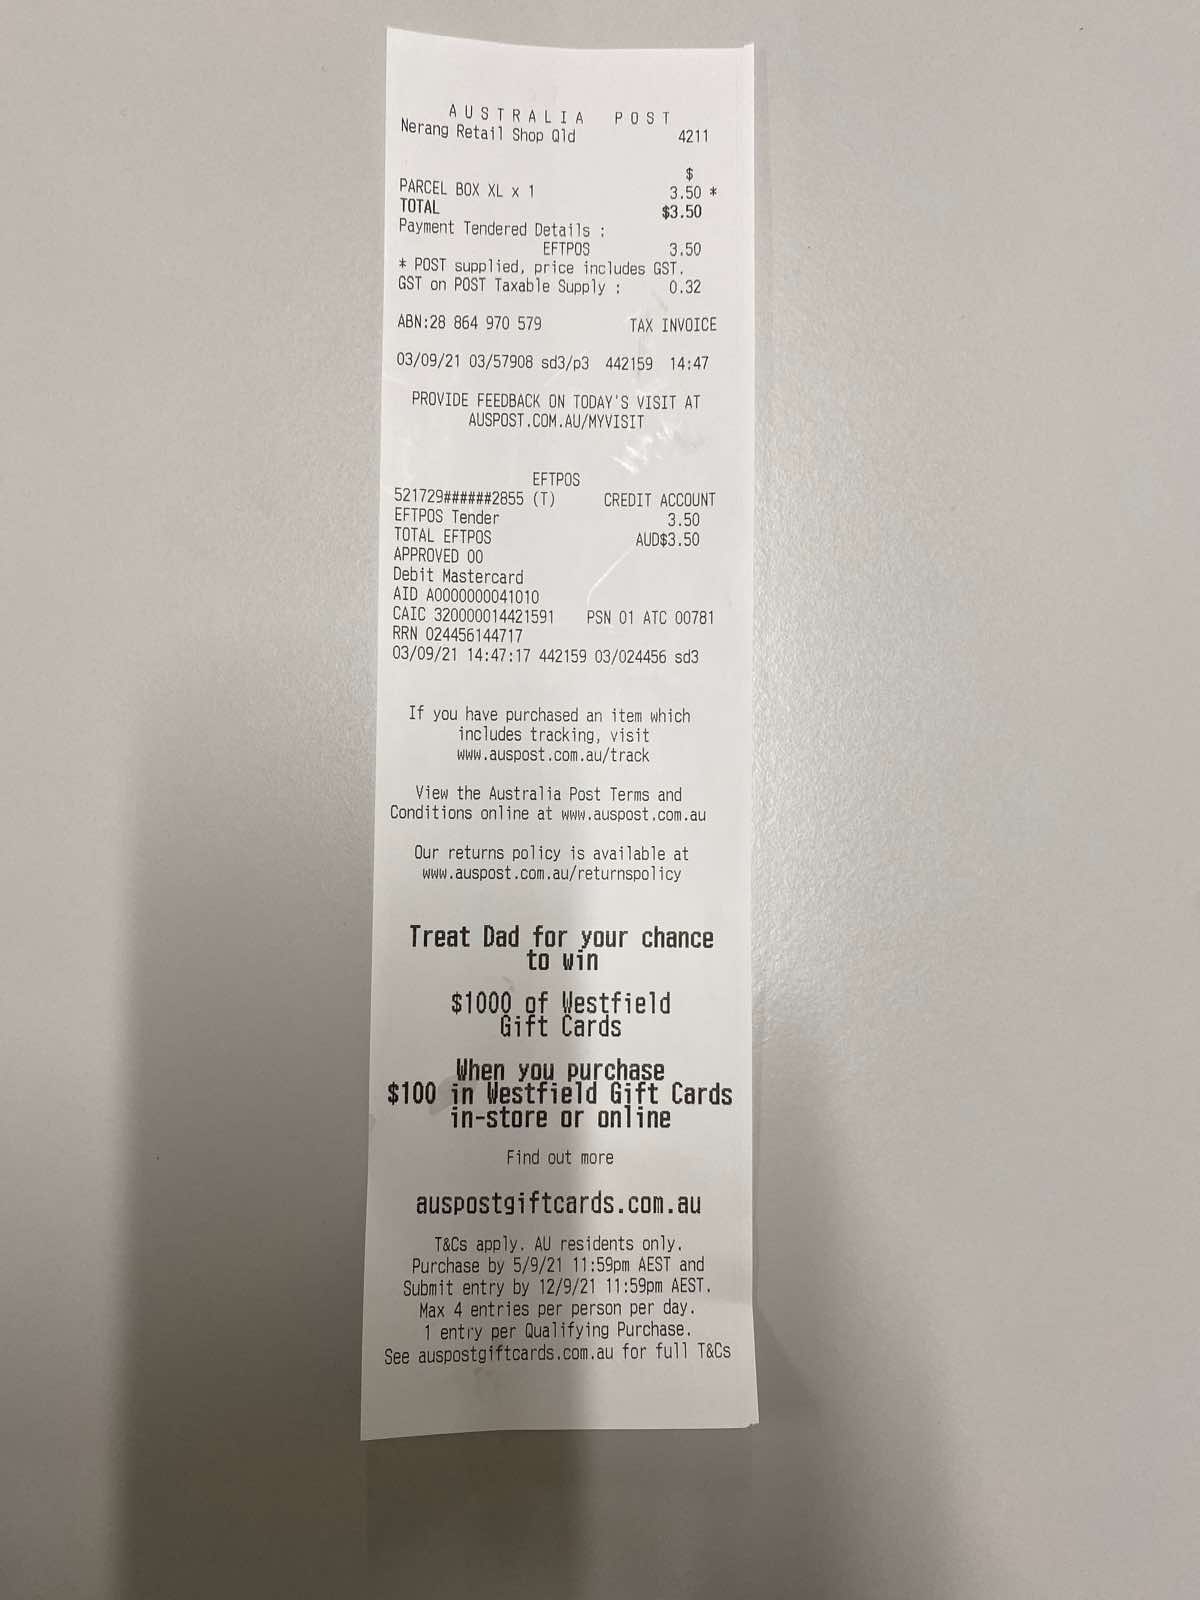 AUSTRALIA POST
Nerang Retail Shop Qld 4211
$
PARCEL BOX XL x 1 3.50 *
TOTAL $3.50
Payment Tendered Details :
EFTPOS 3.50
* POST supplied, price includes GST.
GST on POST Taxable Supply : 0.32
ABN:28 864 970 579 TAX INVOICE
03/09/21 03/57908 sd3/p3 442159 14:47
PROVIDE FEEDBACK ON TODAY'S VISIT AT
AUSPOST.COM.AU/MYVISIT
EFTPOS
521729######2855 (T) CREDIT ACCOUNT
EFTPOS Tender 3.50
TOTAL EFTPOS AUD$3.50
APPROVED 00
Debit Mastercard
AID A0000000041010
CAIC 320000014421591 PSN 01 ATC 00781
RRN 024456144717
03/09/21 14:47:17 442159 03/024456 sd3
If you have purchased an item which
includes tracking, visit
www.auspost.com.au/track
View the Australia Post Terms and
Conditions online at www.auspost.com.au
Our returns policy is available at
www.auspost.com.au/returnspolicy
Treat Dad for your chance
to win
$1000 of Westfield
Gift Cards
When you purchase
$100 in Westfield Gift Cards
in-store or online
Find out more
auspostgiftcards.com.au
T&Cs apply. AU residents only.
Purchase by 5/9/21 11:59pm AEST and
Submit entry by 12/9/21 11:59pm AEST.
Max 4 entries per person per day.
1 entry per Qualifying Purchase.
See auspostgiftcards.com.au for full T&Cs